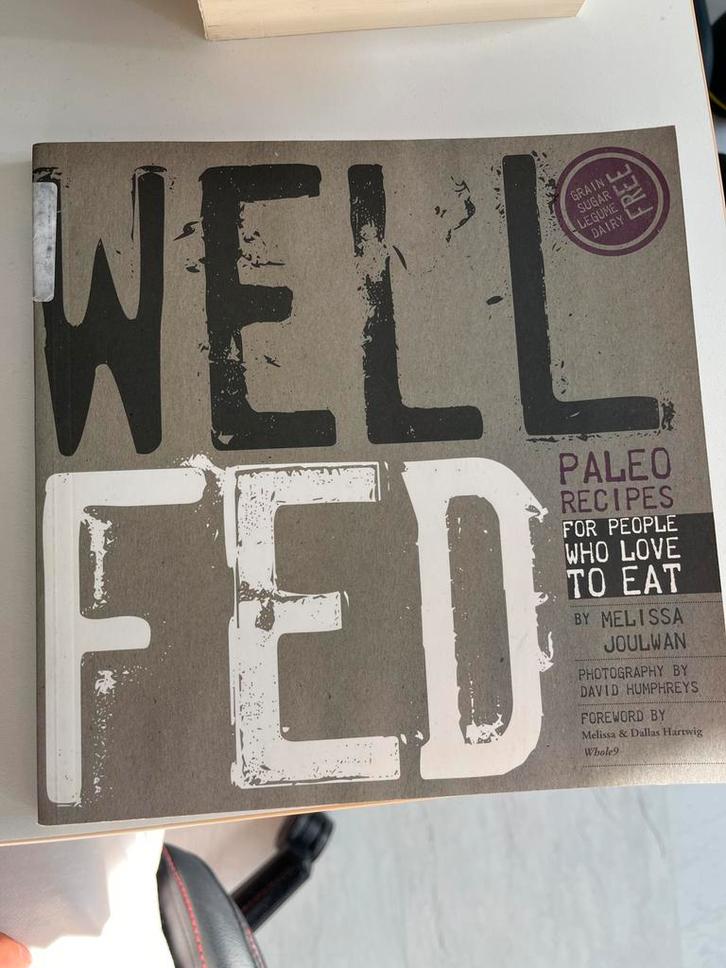 WELL
GRAIN
SUGAR
LEGUME
DAIRY
FREE
FED
PALEO
RECIPES
FOR PEOPLE
WHO LOVE
TO EAT
BY MELISSA
JOULWAN
PHOTOGRAPHY BY
DAVID HUMPHREYS
FOREWORD BY
Melissa & Dallas Hartwig
Whole9